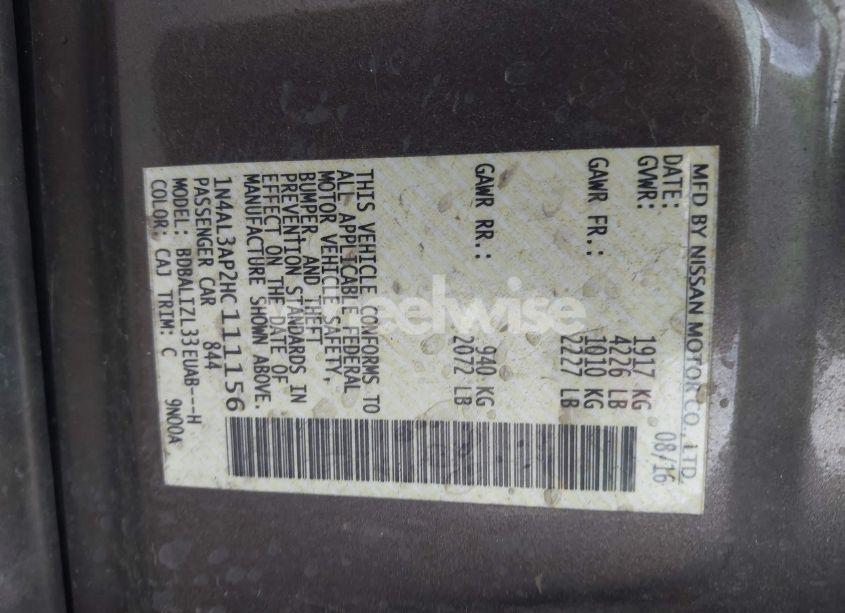 MFD BY NISSAN MOTOR CO., LTD.
DATE: 08/16
GVWR: 1917 KG
4226 LB
GAWR FR.: 1010 KG
2227 LB
GAWR RR.: 940 KG
2072 LB
THIS VEHICLE CONFORMS TO
ALL APPLICABLE FEDERAL
MOTOR VEHICLE SAFETY,
BUMPER AND THEFT
PREVENTION STANDARDS IN
EFFECT ON THE DATE OF
MANUFACTURE SHOWN ABOVE.
1N4AL3AP2HC111156
PASSENGER CAR 844
MODEL: BDBALIZL33EUAB---H
COLOR: CAJ TRIM: C 9N00A
reelwise